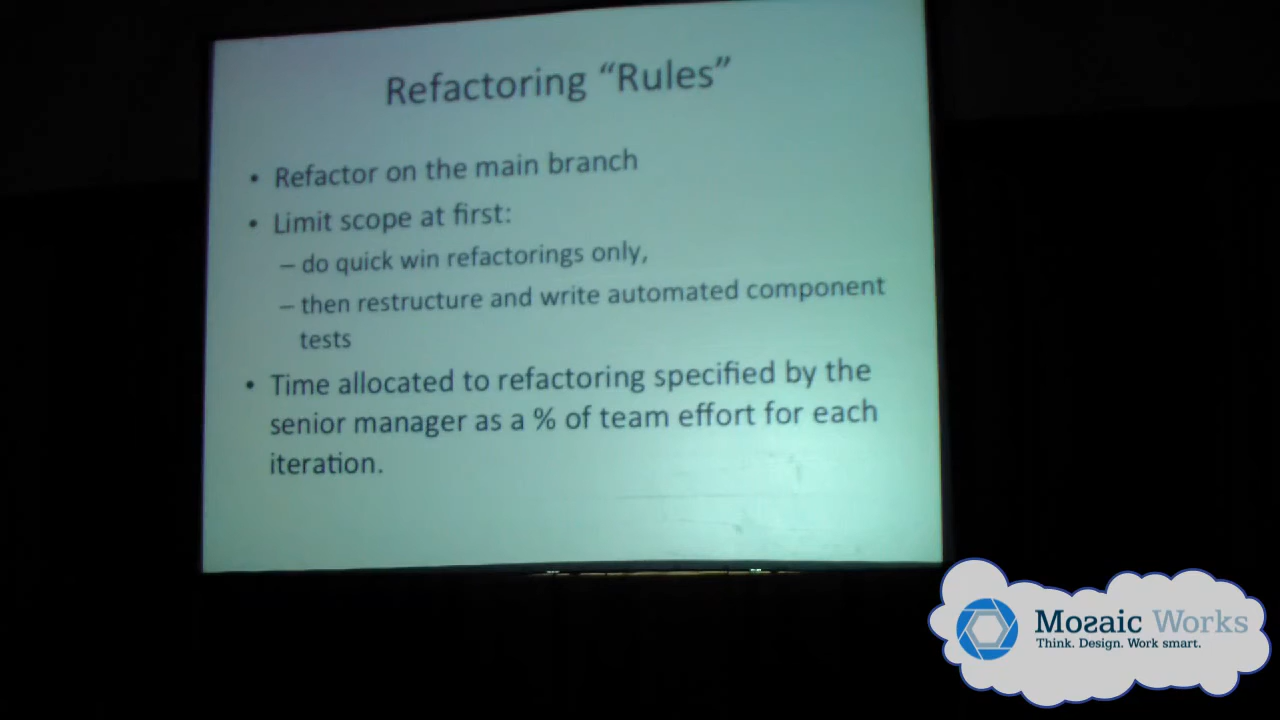 Refactoring “Rules”
• Refactor on the main branch
• Limit scope at first:
– do quick win refactorings only,
– then restructure and write automated component
tests
• Time allocated to refactoring specified by the
senior manager as a % of team effort for each
iteration.
Mozaic Works
Think. Design. Work smart.